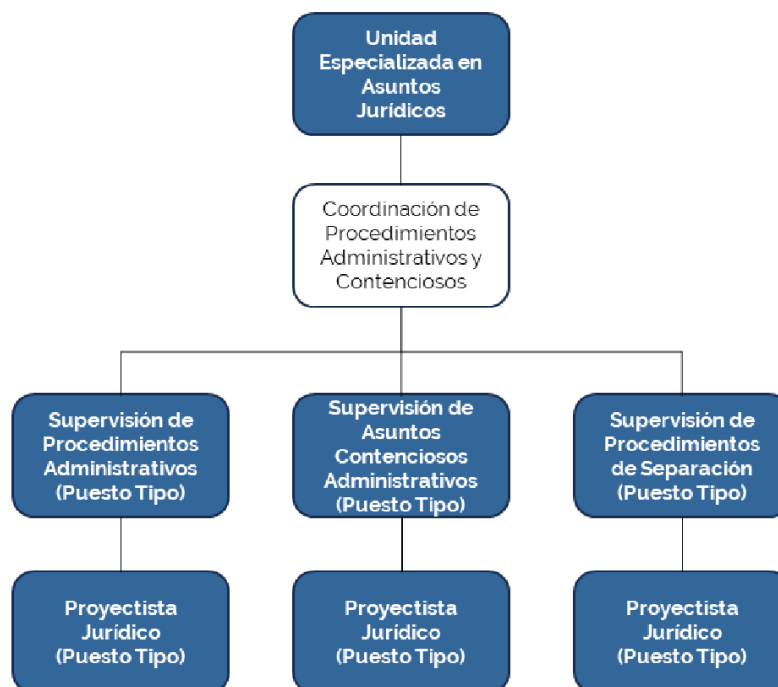 Unidad
Especializada en
Asuntos
Jurídicos
Coordinación de
Procedimientos
Administrativos y
Contenciosos
Supervisión de
Procedimientos
Administrativos
(Puesto Tipo)
Supervisión de
Asuntos
Contenciosos
Administrativos
(Puesto Tipo)
Supervisión de
Procedimientos
de Separación
(Puesto Tipo)
Proyectista
Jurídico
(Puesto Tipo)
Proyectista
Jurídico
(Puesto Tipo)
Proyectista
Jurídico
(Puesto Tipo)